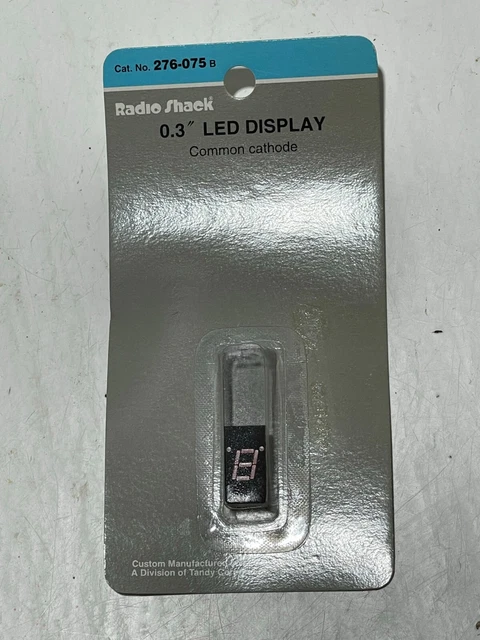 Cat. No. 276-075 B
Radio Shack
0.3″ LED DISPLAY
Common cathode
Custom Manufactured
A Division of Tandy